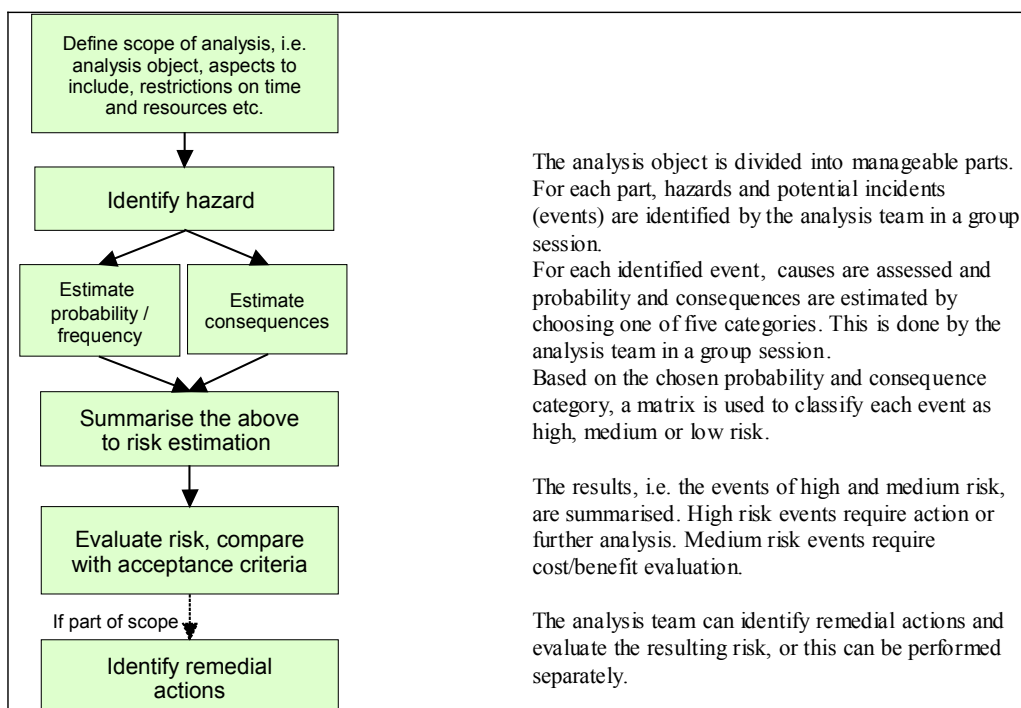 Define scope of analysis, i.e.
analysis object, aspects to
include, restrictions on time
and resources etc.
Identify hazard
Estimate
probability /
frequency
Estimate
consequences
Summarise the above
to risk estimation
Evaluate risk, compare
with acceptance criteria
If part of scope
Identify remedial
actions
The analysis object is divided into manageable parts.
For each part, hazards and potential incidents
(events) are identified by the analysis team in a group
session.
For each identified event, causes are assessed and
probability and consequences are estimated by
choosing one of five categories. This is done by the
analysis team in a group session.
Based on the chosen probability and consequence
category, a matrix is used to classify each event as
high, medium or low risk.
The results, i.e. the events of high and medium risk,
are summarised. High risk events require action or
further analysis. Medium risk events require
cost/benefit evaluation.
The analysis team can identify remedial actions and
evaluate the resulting risk, or this can be performed
separately.